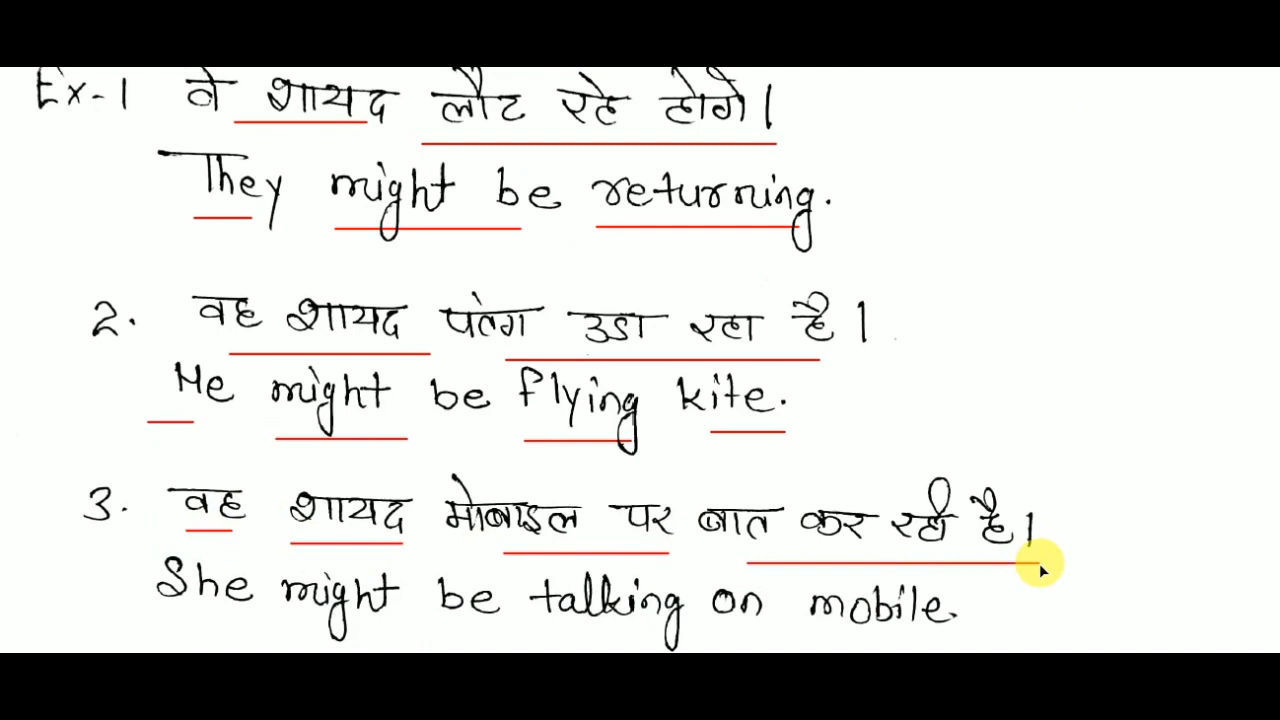 Ex-1 वे शायद लौट रहे होगे।
They might be returning.
2. वह शायद पतंग उडा रहा है।
He might be flying kite.
3. वह शायद मोबाइल पर बात कर रही है।
She might be talking on mobile.